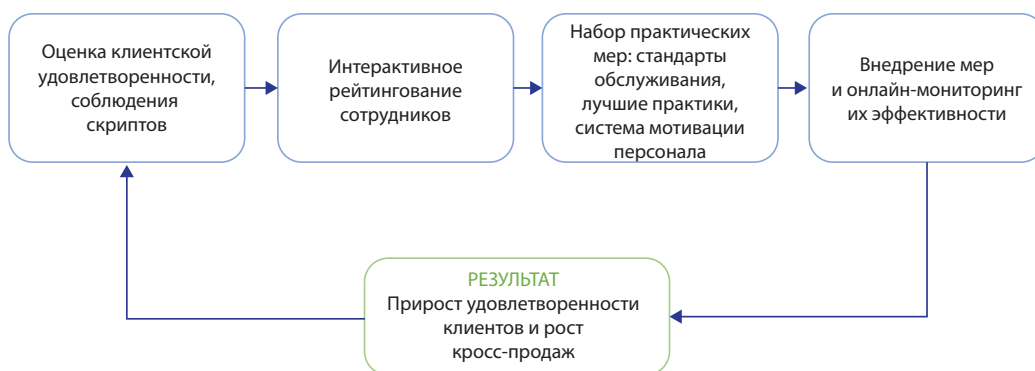 Оценка клиентской
удовлетворенности,
соблюдения
скриптов
Интерактивное
рейтингование
сотрудников
Набор практических
мер: стандарты
обслуживания,
лучшие практики,
система мотивации
персонала
Внедрение мер
и онлайн-мониторинг
их эффективности
РЕЗУЛЬТАТ
Прирост удовлетворенности
клиентов и рост
кросс-продаж